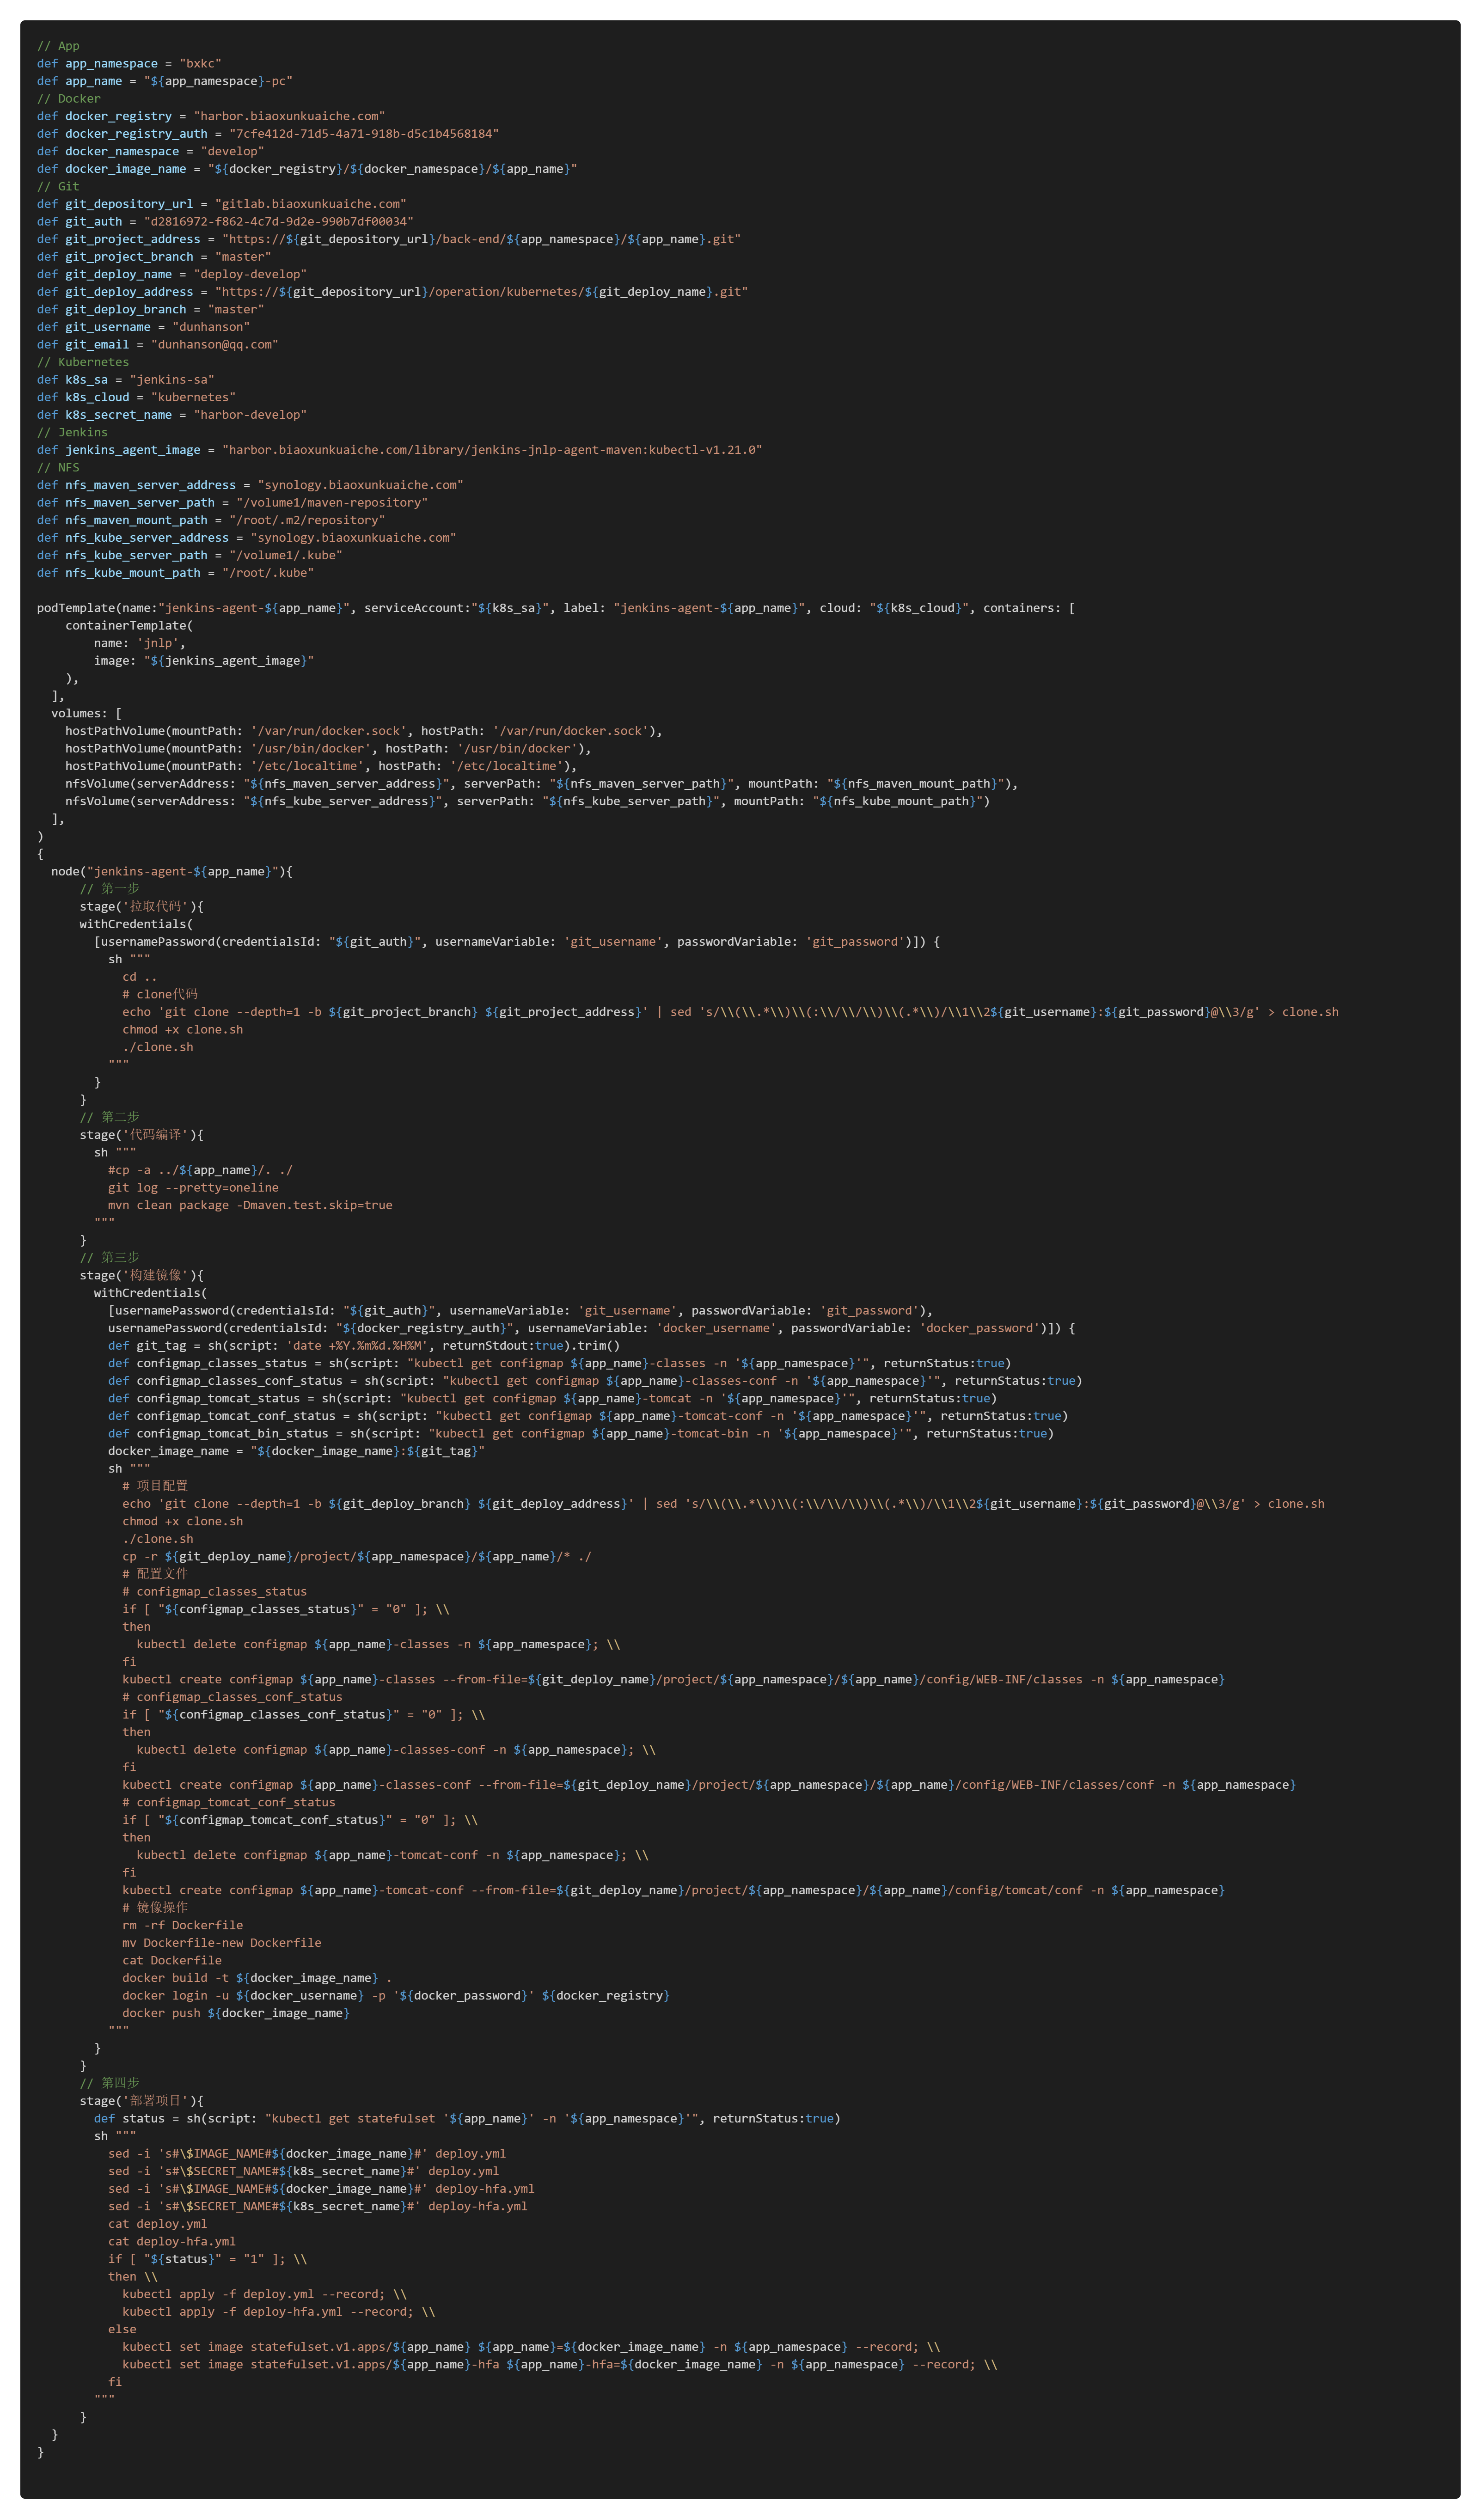 // App
def app_namespace = "bxkc"
def app_name = "${app_namespace}-pc"
// Docker
def docker_registry = "harbor.biaoxunkuaiche.com"
def docker_registry_auth = "7cfe412d-71d5-4a71-918b-d5c1b4568184"
def docker_namespace = "develop"
def docker_image_name = "${docker_registry}/${docker_namespace}/${app_name}"
// Git
def git_depository_url = "gitlab.biaoxunkuaiche.com"
def git_auth = "d2816972-f862-4c7d-9d2e-990b7df00034"
def git_project_address = "https://${git_depository_url}/back-end/${app_namespace}/${app_name}.git"
def git_project_branch = "master"
def git_deploy_name = "deploy-develop"
def git_deploy_address = "https://${git_depository_url}/operation/kubernetes/${git_deploy_name}.git"
def git_deploy_branch = "master"
def git_username = "dunhanson"
def git_email = "dunhanson@qq.com"
// Kubernetes
def k8s_sa = "jenkins-sa"
def k8s_cloud = "kubernetes"
def k8s_secret_name = "harbor-develop"
// Jenkins
def jenkins_agent_image = "harbor.biaoxunkuaiche.com/library/jenkins-jnlp-agent-maven:kubectl-v1.21.0"
// NFS
def nfs_maven_server_address = "synology.biaoxunkuaiche.com"
def nfs_maven_server_path = "/volume1/maven-repository"
def nfs_maven_mount_path = "/root/.m2/repository"
def nfs_kube_server_address = "synology.biaoxunkuaiche.com"
def nfs_kube_server_path = "/volume1/.kube"
def nfs_kube_mount_path = "/root/.kube"

podTemplate(name:"jenkins-agent-${app_name}", serviceAccount:"${k8s_sa}", label: "jenkins-agent-${app_name}", cloud: "${k8s_cloud}", containers: [
    containerTemplate(
        name: 'jnlp',
        image: "${jenkins_agent_image}"
    ),
  ],
  volumes: [
    hostPathVolume(mountPath: '/var/run/docker.sock', hostPath: '/var/run/docker.sock'),
    hostPathVolume(mountPath: '/usr/bin/docker', hostPath: '/usr/bin/docker'),
    hostPathVolume(mountPath: '/etc/localtime', hostPath: '/etc/localtime'),
    nfsVolume(serverAddress: "${nfs_maven_server_address}", serverPath: "${nfs_maven_server_path}", mountPath: "${nfs_maven_mount_path}"),
    nfsVolume(serverAddress: "${nfs_kube_server_address}", serverPath: "${nfs_kube_server_path}", mountPath: "${nfs_kube_mount_path}")
  ],
)
{
  node("jenkins-agent-${app_name}"){
      // 第一步
      stage('拉取代码'){
      withCredentials(
        [usernamePassword(credentialsId: "${git_auth}", usernameVariable: 'git_username', passwordVariable: 'git_password')]) {
          sh """
            cd ..
            # clone代码
            echo 'git clone --depth=1 -b ${git_project_branch} ${git_project_address}' | sed 's/\\(\\.*\\)\\(:\\/\\/\\)\\(.*\\)/\\1\\2${git_username}:${git_password}@\\3/g' > clone.sh
            chmod +x clone.sh
            ./clone.sh
          """
        }
      }
      // 第二步
      stage('代码编译'){
        sh """
          #cp -a ../${app_name}/. ./
          git log --pretty=oneline
          mvn clean package -Dmaven.test.skip=true
        """
      }
      // 第三步
      stage('构建镜像'){
        withCredentials(
          [usernamePassword(credentialsId: "${git_auth}", usernameVariable: 'git_username', passwordVariable: 'git_password'),
          usernamePassword(credentialsId: "${docker_registry_auth}", usernameVariable: 'docker_username', passwordVariable: 'docker_password')]) {
          def git_tag = sh(script: 'date +%Y.%m%d.%H%M', returnStdout:true).trim()
          def configmap_classes_status = sh(script: "kubectl get configmap ${app_name}-classes -n '${app_namespace}'", returnStatus:true)
          def configmap_classes_conf_status = sh(script: "kubectl get configmap ${app_name}-classes-conf -n '${app_namespace}'", returnStatus:true)
          def configmap_tomcat_status = sh(script: "kubectl get configmap ${app_name}-tomcat -n '${app_namespace}'", returnStatus:true)
          def configmap_tomcat_conf_status = sh(script: "kubectl get configmap ${app_name}-tomcat-conf -n '${app_namespace}'", returnStatus:true)
          def configmap_tomcat_bin_status = sh(script: "kubectl get configmap ${app_name}-tomcat-bin -n '${app_namespace}'", returnStatus:true)
          docker_image_name = "${docker_image_name}:${git_tag}"
          sh """
            # 项目配置
            echo 'git clone --depth=1 -b ${git_deploy_branch} ${git_deploy_address}' | sed 's/\\(\\.*\\)\\(:\\/\\/\\)\\(.*\\)/\\1\\2${git_username}:${git_password}@\\3/g' > clone.sh
            chmod +x clone.sh
            ./clone.sh
            cp -r ${git_deploy_name}/project/${app_namespace}/${app_name}/* ./
            # 配置文件
            # configmap_classes_status
            if [ "${configmap_classes_status}" = "0" ]; \\
            then
              kubectl delete configmap ${app_name}-classes -n ${app_namespace}; \\
            fi
            kubectl create configmap ${app_name}-classes --from-file=${git_deploy_name}/project/${app_namespace}/${app_name}/config/WEB-INF/classes -n ${app_namespace}
            # configmap_classes_conf_status
            if [ "${configmap_classes_conf_status}" = "0" ]; \\
            then
              kubectl delete configmap ${app_name}-classes-conf -n ${app_namespace}; \\
            fi
            kubectl create configmap ${app_name}-classes-conf --from-file=${git_deploy_name}/project/${app_namespace}/${app_name}/config/WEB-INF/classes/conf -n ${app_namespace}
            # configmap_tomcat_conf_status
            if [ "${configmap_tomcat_conf_status}" = "0" ]; \\
            then
              kubectl delete configmap ${app_name}-tomcat-conf -n ${app_namespace}; \\
            fi
            kubectl create configmap ${app_name}-tomcat-conf --from-file=${git_deploy_name}/project/${app_namespace}/${app_name}/config/tomcat/conf -n ${app_namespace}
            # 镜像操作
            rm -rf Dockerfile
            mv Dockerfile-new Dockerfile
            cat Dockerfile
            docker build -t ${docker_image_name} .
            docker login -u ${docker_username} -p '${docker_password}' ${docker_registry}
            docker push ${docker_image_name}
          """
        }
      }
      // 第四步
      stage('部署项目'){
        def status = sh(script: "kubectl get statefulset '${app_name}' -n '${app_namespace}'", returnStatus:true)
        sh """
          sed -i 's#\$IMAGE_NAME#${docker_image_name}#' deploy.yml
          sed -i 's#\$SECRET_NAME#${k8s_secret_name}#' deploy.yml
          sed -i 's#\$IMAGE_NAME#${docker_image_name}#' deploy-hfa.yml
          sed -i 's#\$SECRET_NAME#${k8s_secret_name}#' deploy-hfa.yml
          cat deploy.yml
          cat deploy-hfa.yml
          if [ "${status}" = "1" ]; \\
          then \\
            kubectl apply -f deploy.yml --record; \\
            kubectl apply -f deploy-hfa.yml --record; \\
          else
            kubectl set image statefulset.v1.apps/${app_name} ${app_name}=${docker_image_name} -n ${app_namespace} --record; \\
            kubectl set image statefulset.v1.apps/${app_name}-hfa ${app_name}-hfa=${docker_image_name} -n ${app_namespace} --record; \\
          fi
        """
      }
  }
}